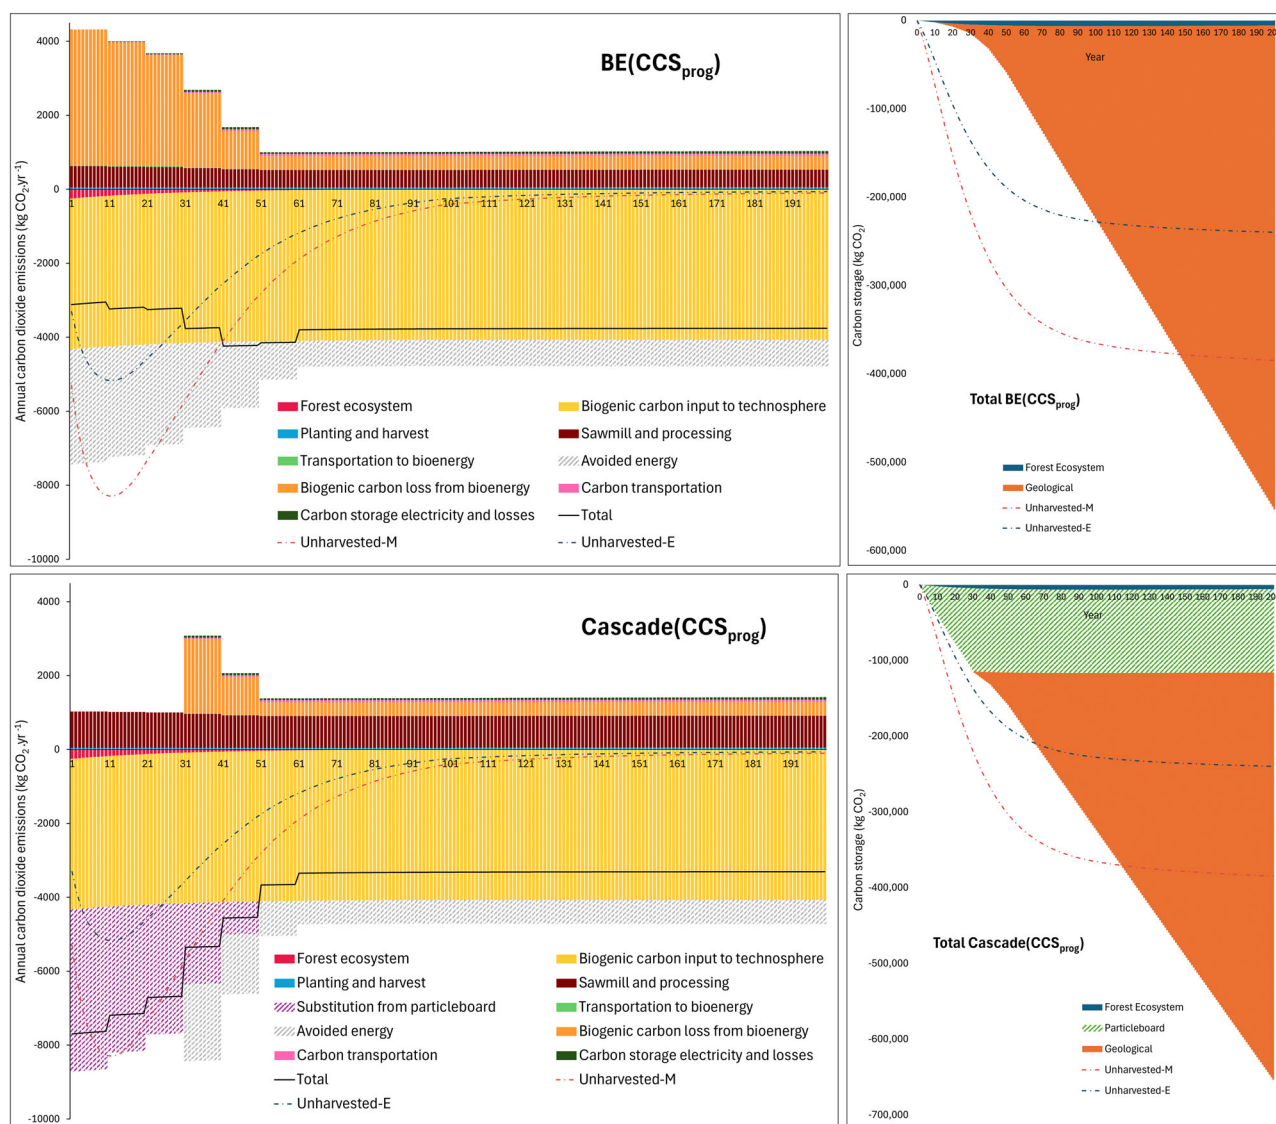 BE(CCSprog)
Annual carbon dioxide emissions (kg CO2.yr -1)
4000
2000
0
-2000
-4000
-6000
-8000
-10000
1 11 21 31 41 51 61 71 81 91 101 111 121 131 141 151 161 171 181 191
Forest ecosystem
Biogenic carbon input to technosphere
Planting and harvest
Sawmill and processing
Transportation to bioenergy
Avoided energy
Biogenic carbon loss from bioenergy
Carbon transportation
Carbon storage electricity and losses
Total
Unharvested-M
Unharvested-E
0
0 10 20 30 40 50 60 70 80 90 100 110 120 130 140 150 160 170 180 190 200
Year
Carbon storage (kg CO2)
-100,000
-200,000
-300,000
-400,000
-500,000
-600,000
Total BE(CCSprog)
Forest Ecosystem
Geological
Unharvested-M
Unharvested-E
Cascade(CCSprog)
Annual carbon dioxide emissions (kg CO2.yr -1)
4000
2000
0
-2000
-4000
-6000
-8000
-10000
1 11 21 31 41 51 61 71 81 91 101 111 121 131 141 151 161 171 181 191
Forest ecosystem
Biogenic carbon input to technosphere
Planting and harvest
Sawmill and processing
Substitution from particleboard
Transportation to bioenergy
Avoided energy
Biogenic carbon loss from bioenergy
Carbon transportation
Carbon storage electricity and losses
Total
Unharvested-M
Unharvested-E
0
0 10 20 30 40 50 60 70 80 90 100 110 120 130 140 150 160 170 180 190
Year
Carbon storage (kg CO2)
-100,000
-200,000
-300,000
-400,000
-500,000
-600,000
-700,000
Total Cascade(CCSprog)
Forest Ecosystem
Particleboard
Geological
Unharvested-M
Unharvested-E